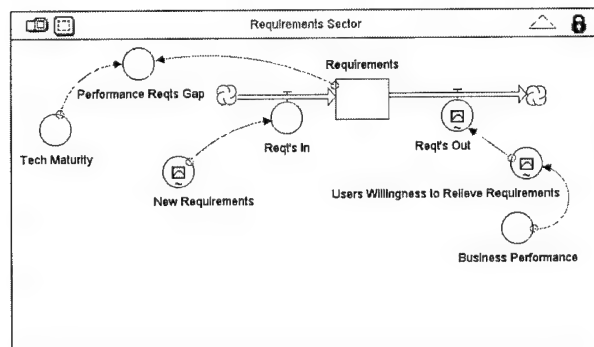 Requirements Sector
Requirements
Performance Reqts Gap
Tech Maturity
Reqt's In
Reqt's Out
New Requirements
Users Willingness to Relieve Requirements
Business Performance